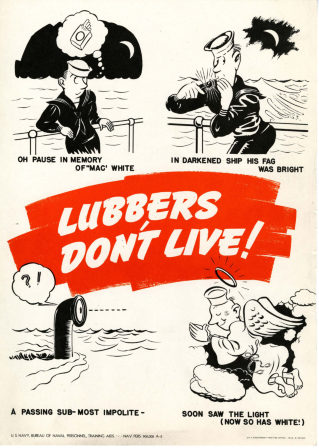 OH PAUSE IN MEMORY
OF "MAC' WHITE
IN DARKENED SHIP HIS FAG
WAS BRIGHT
LUBBERS
DON'T LIVE!
?!
A PASSING SUB-MOST IMPOLITE-
SOON SAW THE LIGHT
(NOW SO HAS WHITE!)
U.S. NAVY, BUREAU OF NAVAL PERSONNEL, TRAINING AIDS